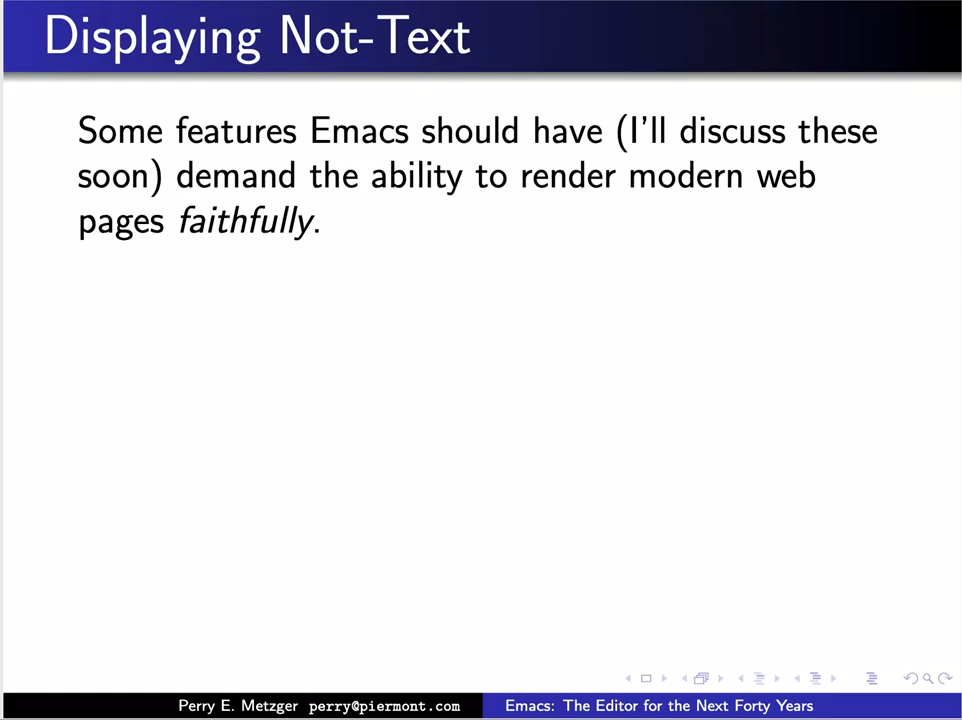 Displaying Not-Text
Some features Emacs should have (I'll discuss these
soon) demand the ability to render modern web
pages faithfully.
Perry E. Metzger perry@piermont.com
Emacs: The Editor for the Next Forty Years